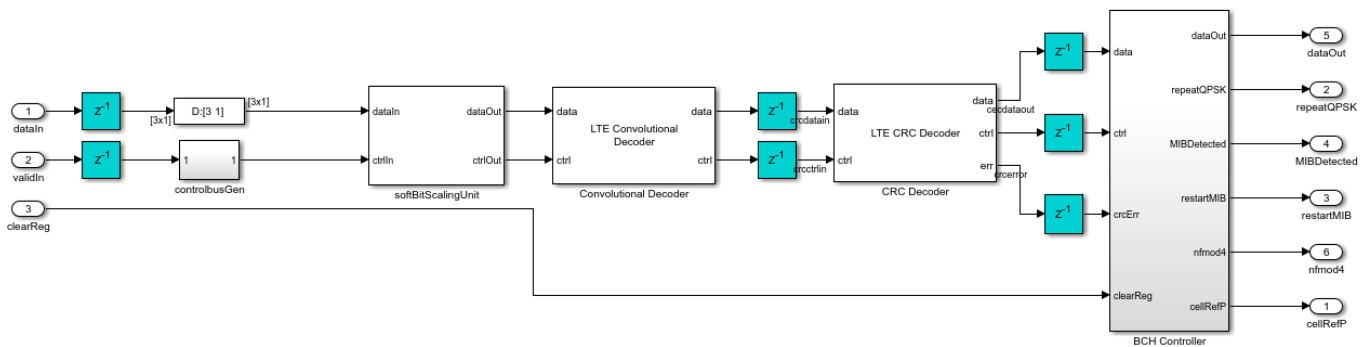 1
dataIn
z-1
[3x1]
D:[3 1]
[3x1]
2
validIn
z-1
1
1
controlbusGen
3
clearReg
dataIn
ctrlIn
dataOut
ctrlOut
softBitScalingUnit
data
ctrl
LTE Convolutional
Decoder
data
ctrl
Convolutional Decoder
z-1
crcdatain
z-1
crcctrlin
data
ctrl
LTE CRC Decoder
data
ctrl
err
CRC Decoder
cecdataout
crcerror
z-1
z-1
z-1
data
ctrl
crcErr
clearReg
dataOut
repeatQPSK
MIBDetected
restartMIB
nfmod4
cellRefP
BCH Controller
5
dataOut
2
repeatQPSK
4
MIBDetected
3
restartMIB
6
nfmod4
1
cellRefP